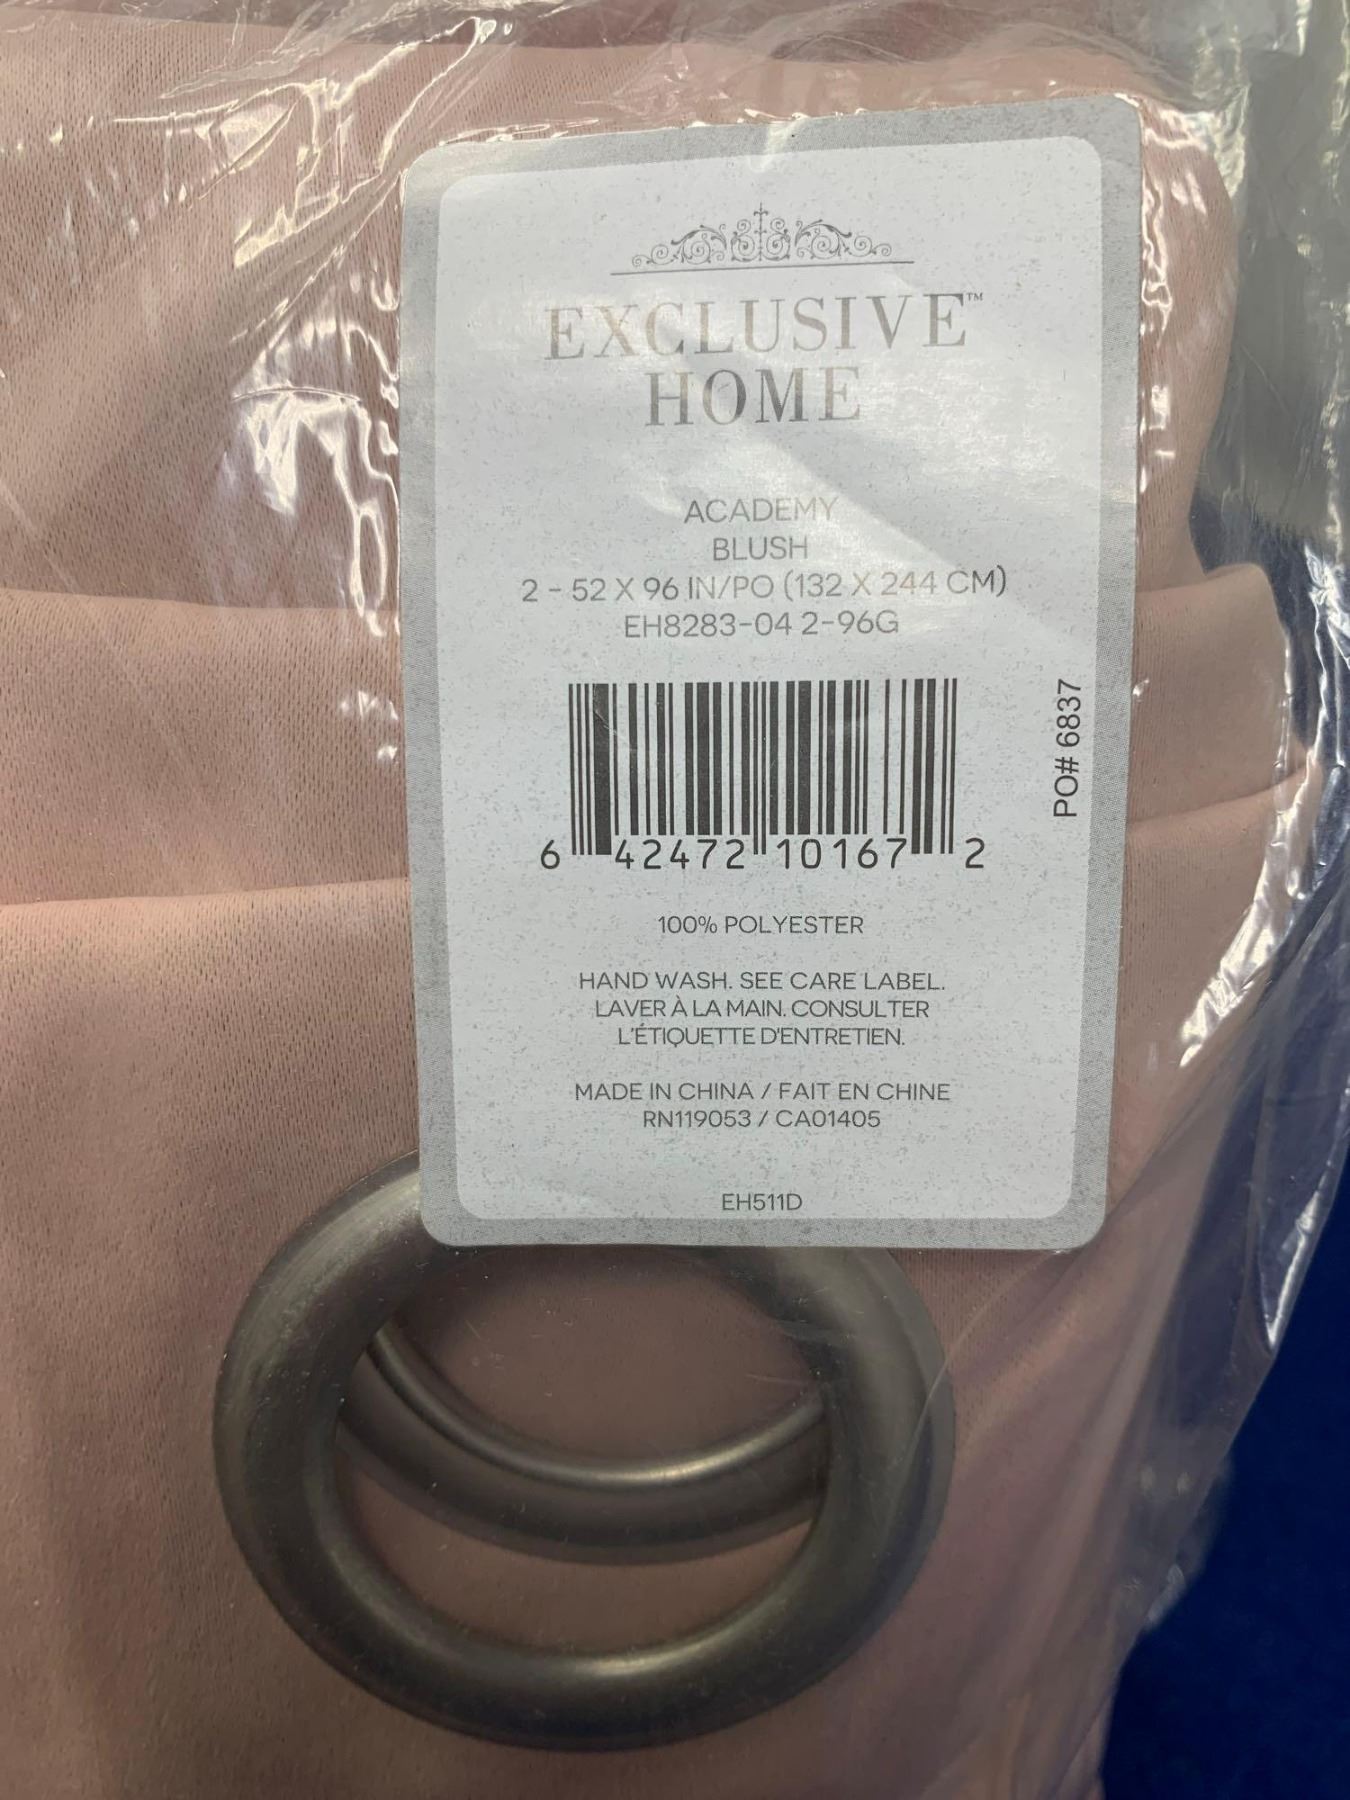 EXCLUSIVE™
HOME
ACADEMY
BLUSH
2 - 52 X 96 IN/PO (132 X 244 CM)
EH8283-04 2-96G
6 42472 10167 2
PO# 6837
100% POLYESTER
HAND WASH. SEE CARE LABEL.
LAVER À LA MAIN. CONSULTER
L'ÉTIQUETTE D'ENTRETIEN.
MADE IN CHINA / FAIT EN CHINE
RN119053 / CA01405
EH511D